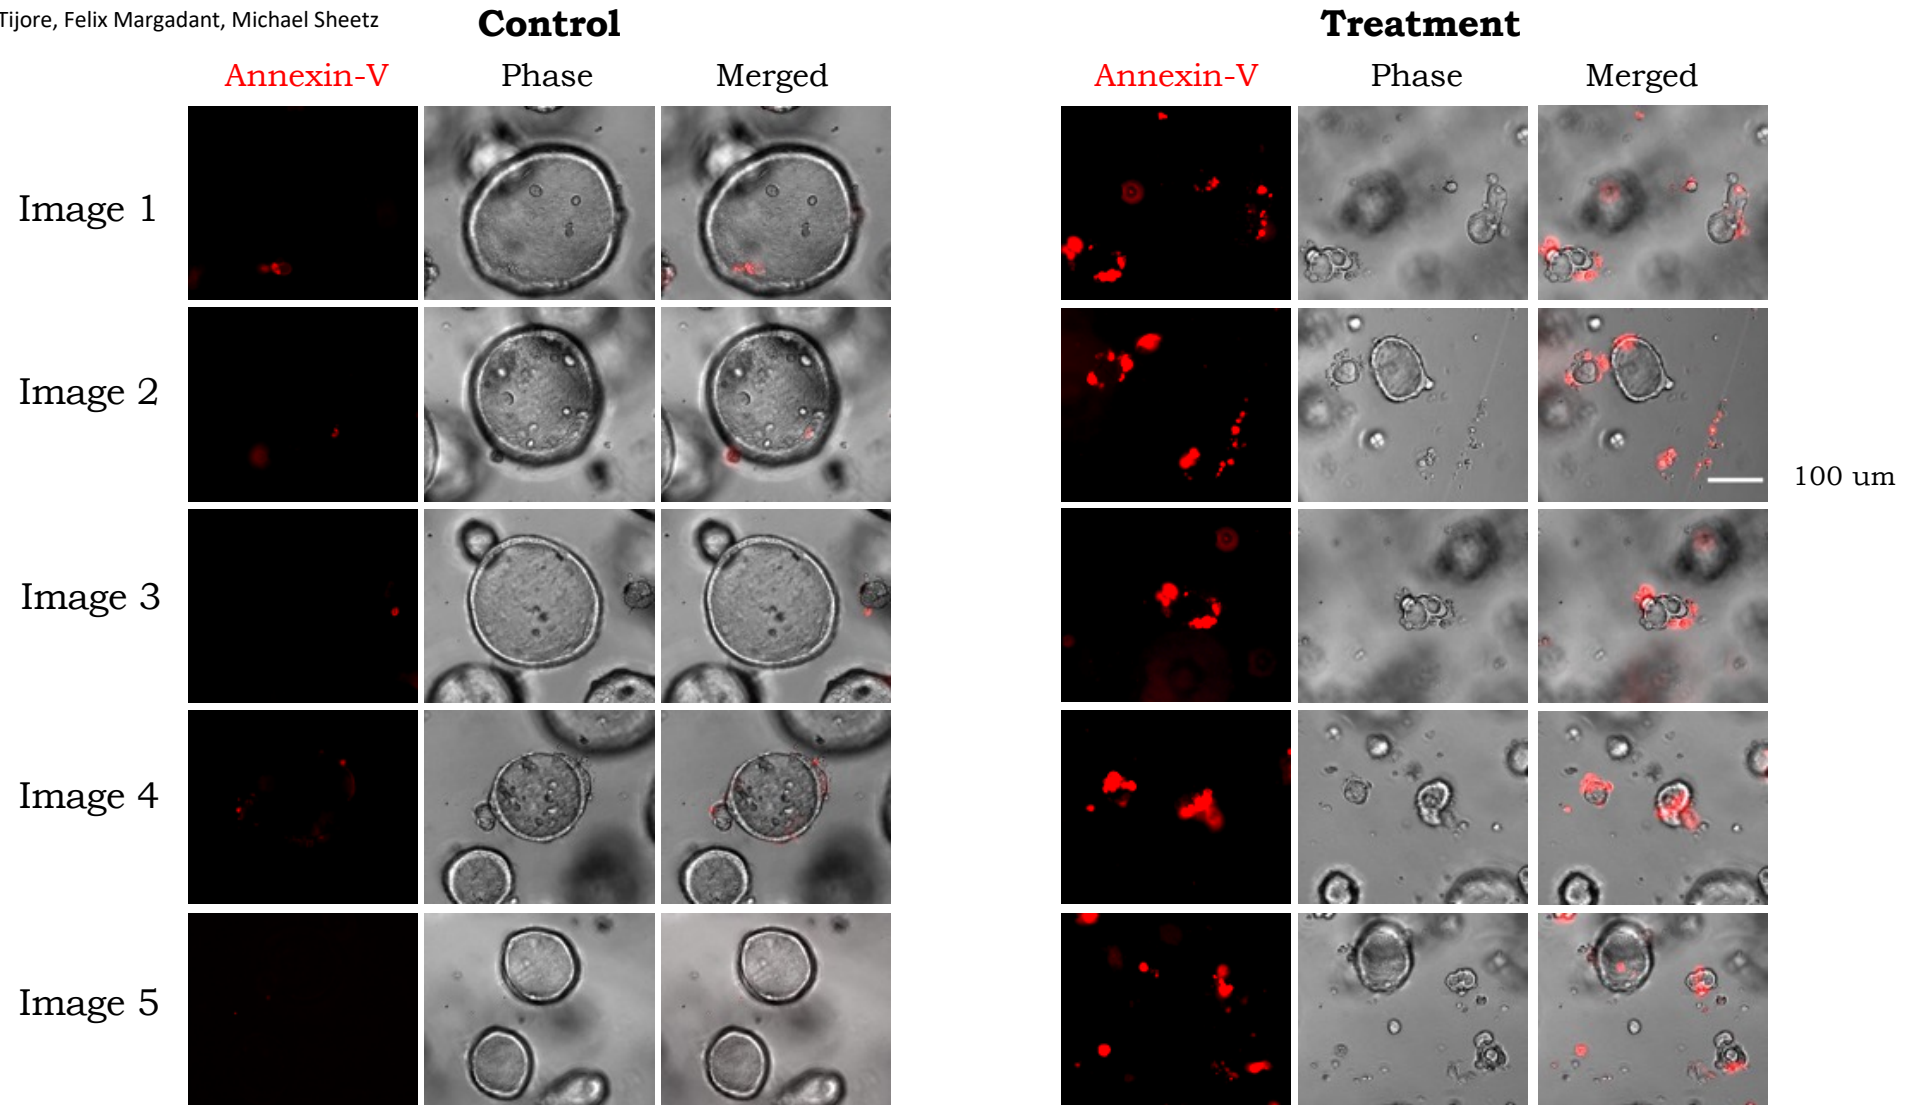 Tijore, Felix Margadant, Michael Sheetz
Control
Treatment
Annexin-V Phase Merged
Annexin-V Phase Merged
Image 1
Image 2
100 um
Image 3
Image 4
Image 5